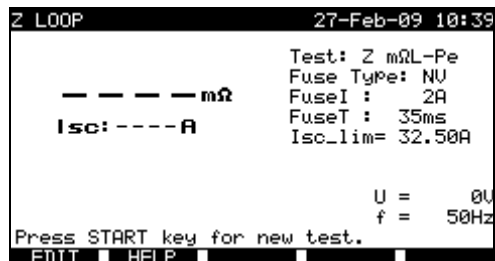 Z LOOP 27-Feb-09 10:39
Test: Z mΩL-Pe
Fuse Type: NV
– – – – mΩ
FuseI : 2A
Isc:----A
FuseT : 35ms
Isc_lim= 32.50A
U = 0V
f = 50Hz
Press START key for new test.
EDIT HELP